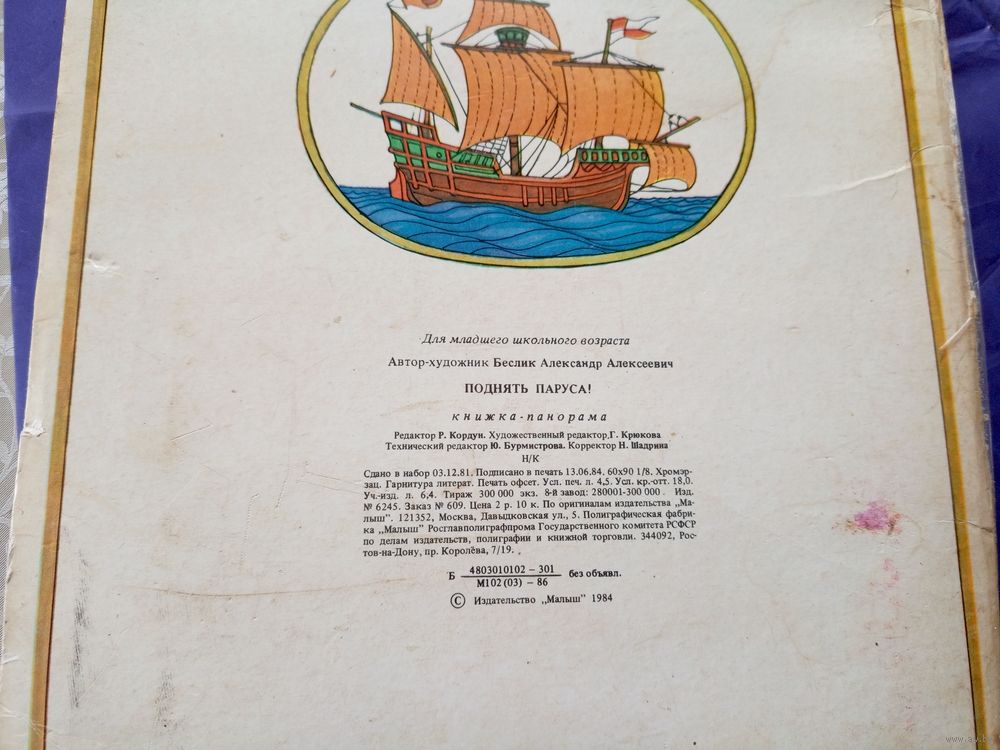 Для младшего школьного возраста
Автор-художник Беслик Александр Алексеевич
ПОДНЯТЬ ПАРУСА!
книжка-панорама
Редактор Р. Кордун. Художественный редактор, Г. Крюкова
Технический редактор Ю. Бурмистрова. Корректор Н. Шадрина
Н/К
Сдано в набор 03.12.81. Подписано в печать 13.06.84. 60х90 1/8. Хромэр-
зац. Гарнитура литерат. Печать офсет. Усл. печ. л. 4,5. Усл. кр.-отт. 18,0.
Уч.-изд. л. 6,4. Тираж 300 000 экз. 8-й завод: 280001-300 000. Изд.
№ 6245. Заказ № 609. Цена 2 р. 10 к. По оригиналам издательства „Ма-
лыш". 121352, Москва, Давыдковская ул., 5. Полиграфическая фабри-
ка „Малыш" Росглавполиграфпрома Государственного комитета РСФСР
по делам издательств, полиграфии и книжной торговли. 344092, Рос-
тов-на-Дону, пр. Королёва, 7/19.
Б 4803010102 – 301 без объявл.
М102 (03) – 86
© Издательство „Малыш" 1984